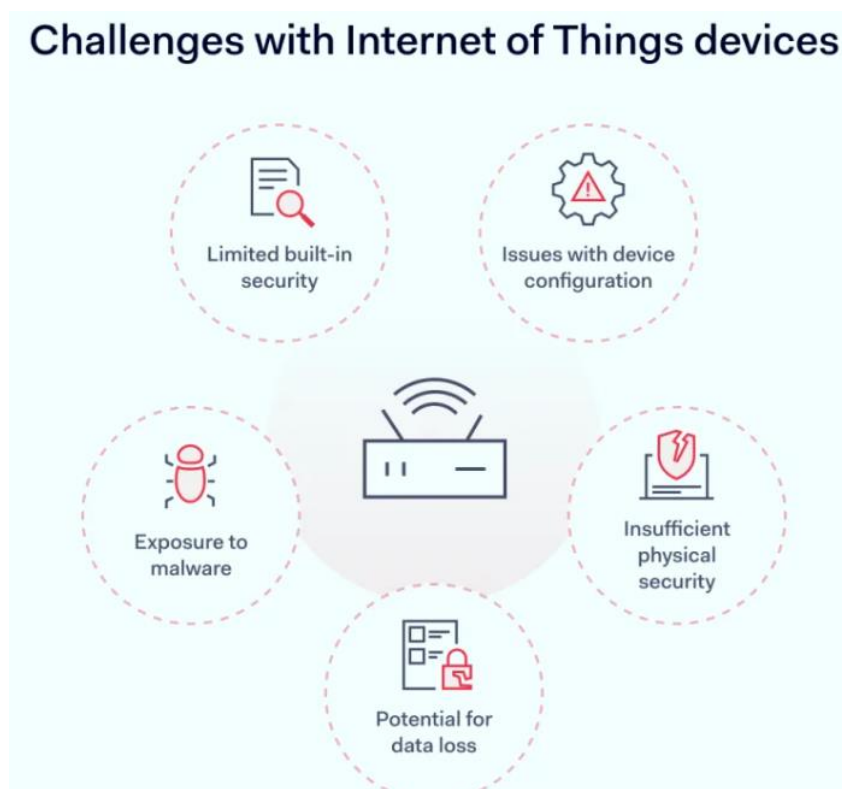 Challenges with Internet of Things devices
Limited built-in
security
Issues with device
configuration
Exposure to
malware
Insufficient
physical
security
Potential for
data loss